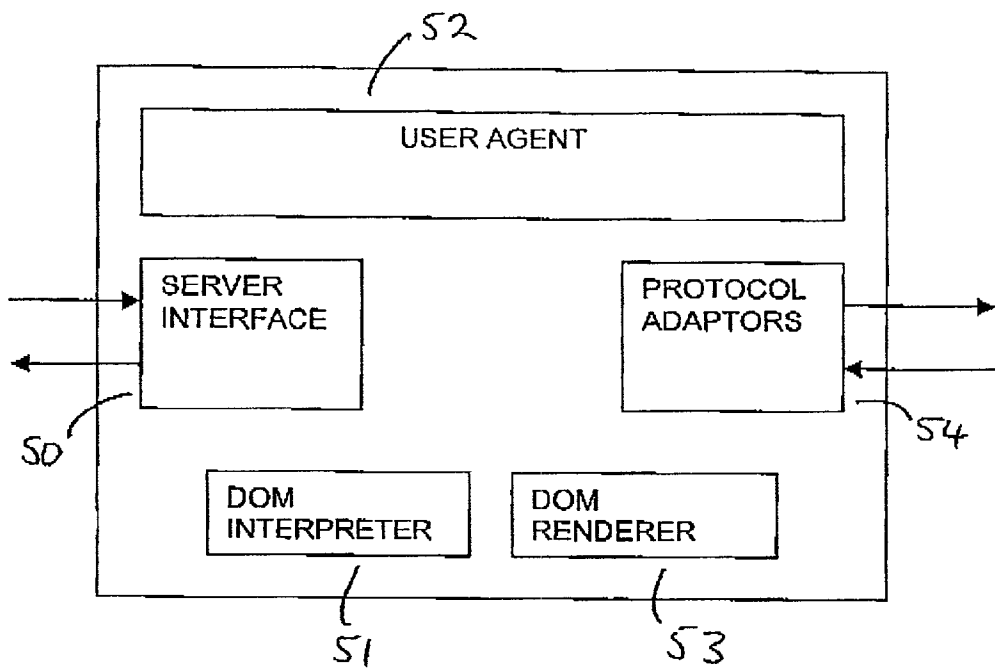 52
USER AGENT
SERVER
INTERFACE
PROTOCOL
ADAPTORS
50
54
DOM
INTERPRETER
DOM
RENDERER
51
53